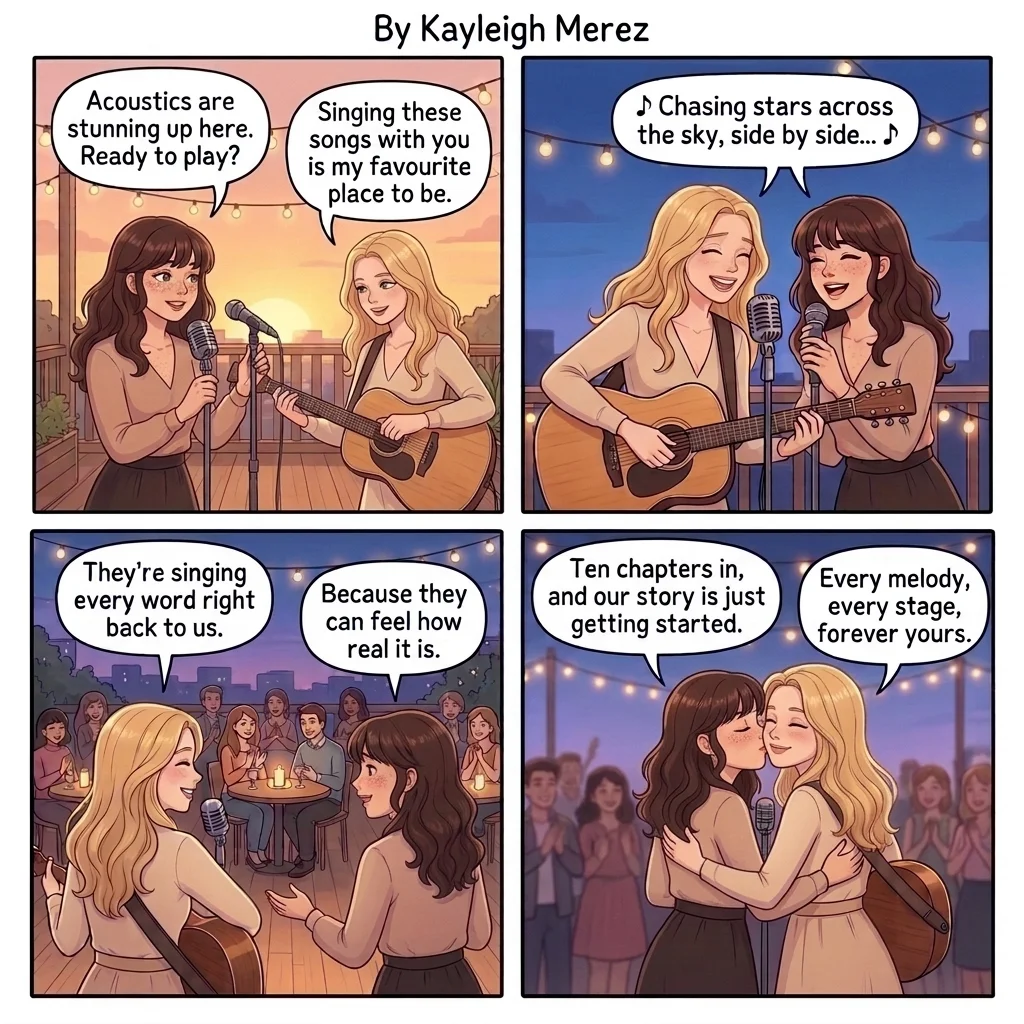 By Kayleigh Merez
Acoustics are
stunning up here.
Ready to play?
Singing these
songs with you
is my favourite
place to be.
♪ Chasing stars across
the sky, side by side... ♪
They're singing
every word right
back to us.
Because they
can feel how
real it is.
Ten chapters in,
and our story is just
getting started.
Every melody,
every stage,
forever yours.